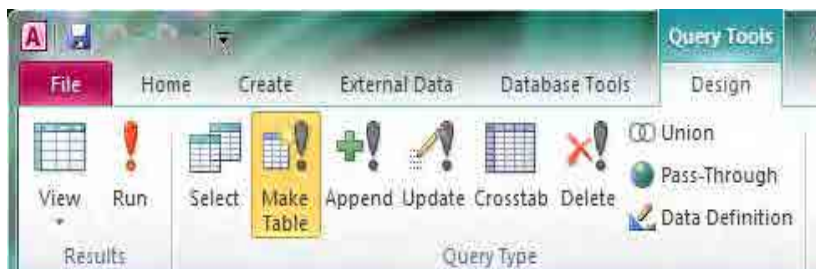 A
Query Tools
File Home Create External Data Database Tools Design
View Run Select Make Table Append Update Crosstab Delete
Union
Pass-Through
Data Definition
Results Query Type